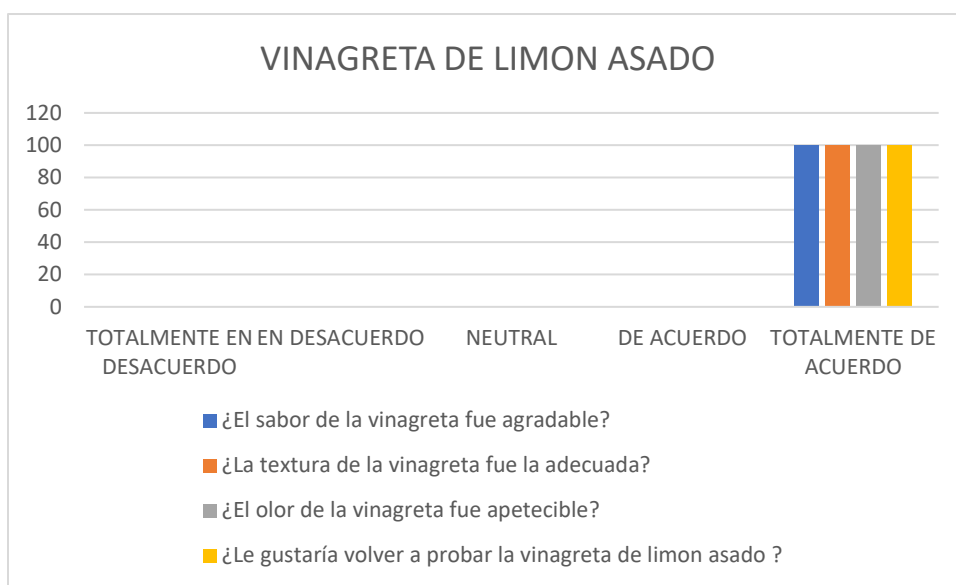 VINAGRETA DE LIMON ASADO
120
100
80
60
40
20
0
TOTALMENTE EN EN DESACUERDO NEUTRAL DE ACUERDO TOTALMENTE DE
DESACUERDO ACUERDO
¿El sabor de la vinagreta fue agradable?
¿La textura de la vinagreta fue la adecuada?
¿El olor de la vinagreta fue apetecible?
¿Le gustaría volver a probar la vinagreta de limon asado ?